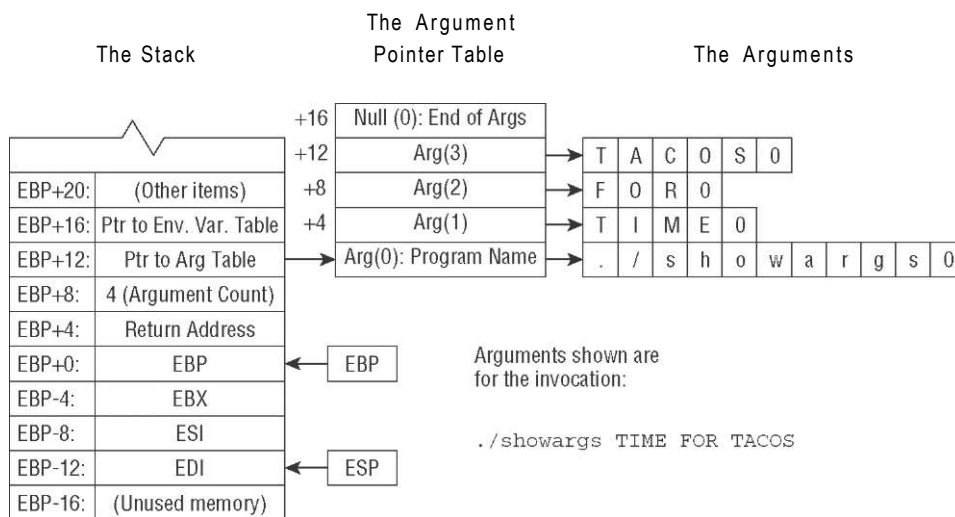 The Stack
The Argument
Pointer Table
The Arguments
+16 Null (0): End of Args
+12 Arg(3) T A C O S 0
EBP+20: (Other items) +8 Arg(2) F O R 0
EBP+16: Ptr to Env. Var. Table +4 Arg(1) T I M E 0
EBP+12: Ptr to Arg Table Arg(0): Program Name . / s h o w a r g s 0
EBP+8: 4 (Argument Count)
EBP+4: Return Address
EBP+0: EBP EBP
EBP-4: EBX
EBP-8: ESI
EBP-12: EDI ESP
EBP-16: (Unused memory)
Arguments shown are
for the invocation:
./showargs TIME FOR TACOS